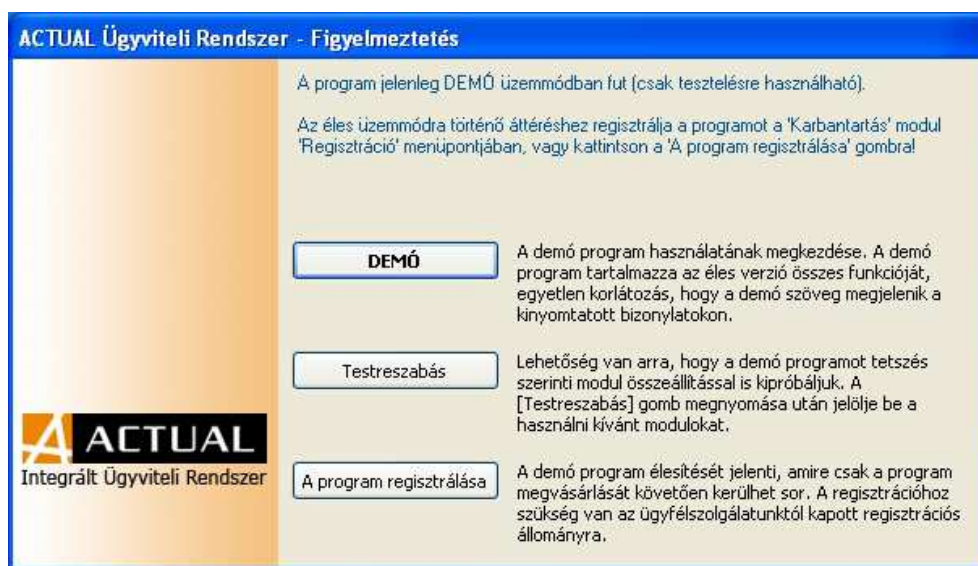 ACTUAL Ügyviteli Rendszer - Figyelmeztetés
A program jelenleg DEMÓ üzemmódban fut (csak tesztelésre használható).
Az éles üzemmódra történő áttéréshez regisztrálja a programot a 'Karbantartás' modul
'Regisztráció' menüpontjában, vagy kattintson a 'A program regisztrálása' gombra!
DEMÓ
A demó program használatának megkezdése. A demó
program tartalmazza az éles verzió összes funkcióját,
egyetlen korlátozás, hogy a demó szöveg megjelenik a
kinyomtatott bizonylatokon.
Testreszabás
Lehetőség van arra, hogy a demó programot tetszés
szerinti modul összeállítással is kipróbáljuk. A
[Testreszabás] gomb megnyomása után jelölje be a
használni kívánt modulokat.
ACTUAL
Integrált Ügyviteli Rendszer
A program regisztrálása
A demó program élesítését jelenti, amire csak a program
megvásárlását követően kerülhet sor. A regisztrációhoz
szükség van az ügyfélszolgálatunktól kapott regisztrációs
állományra.